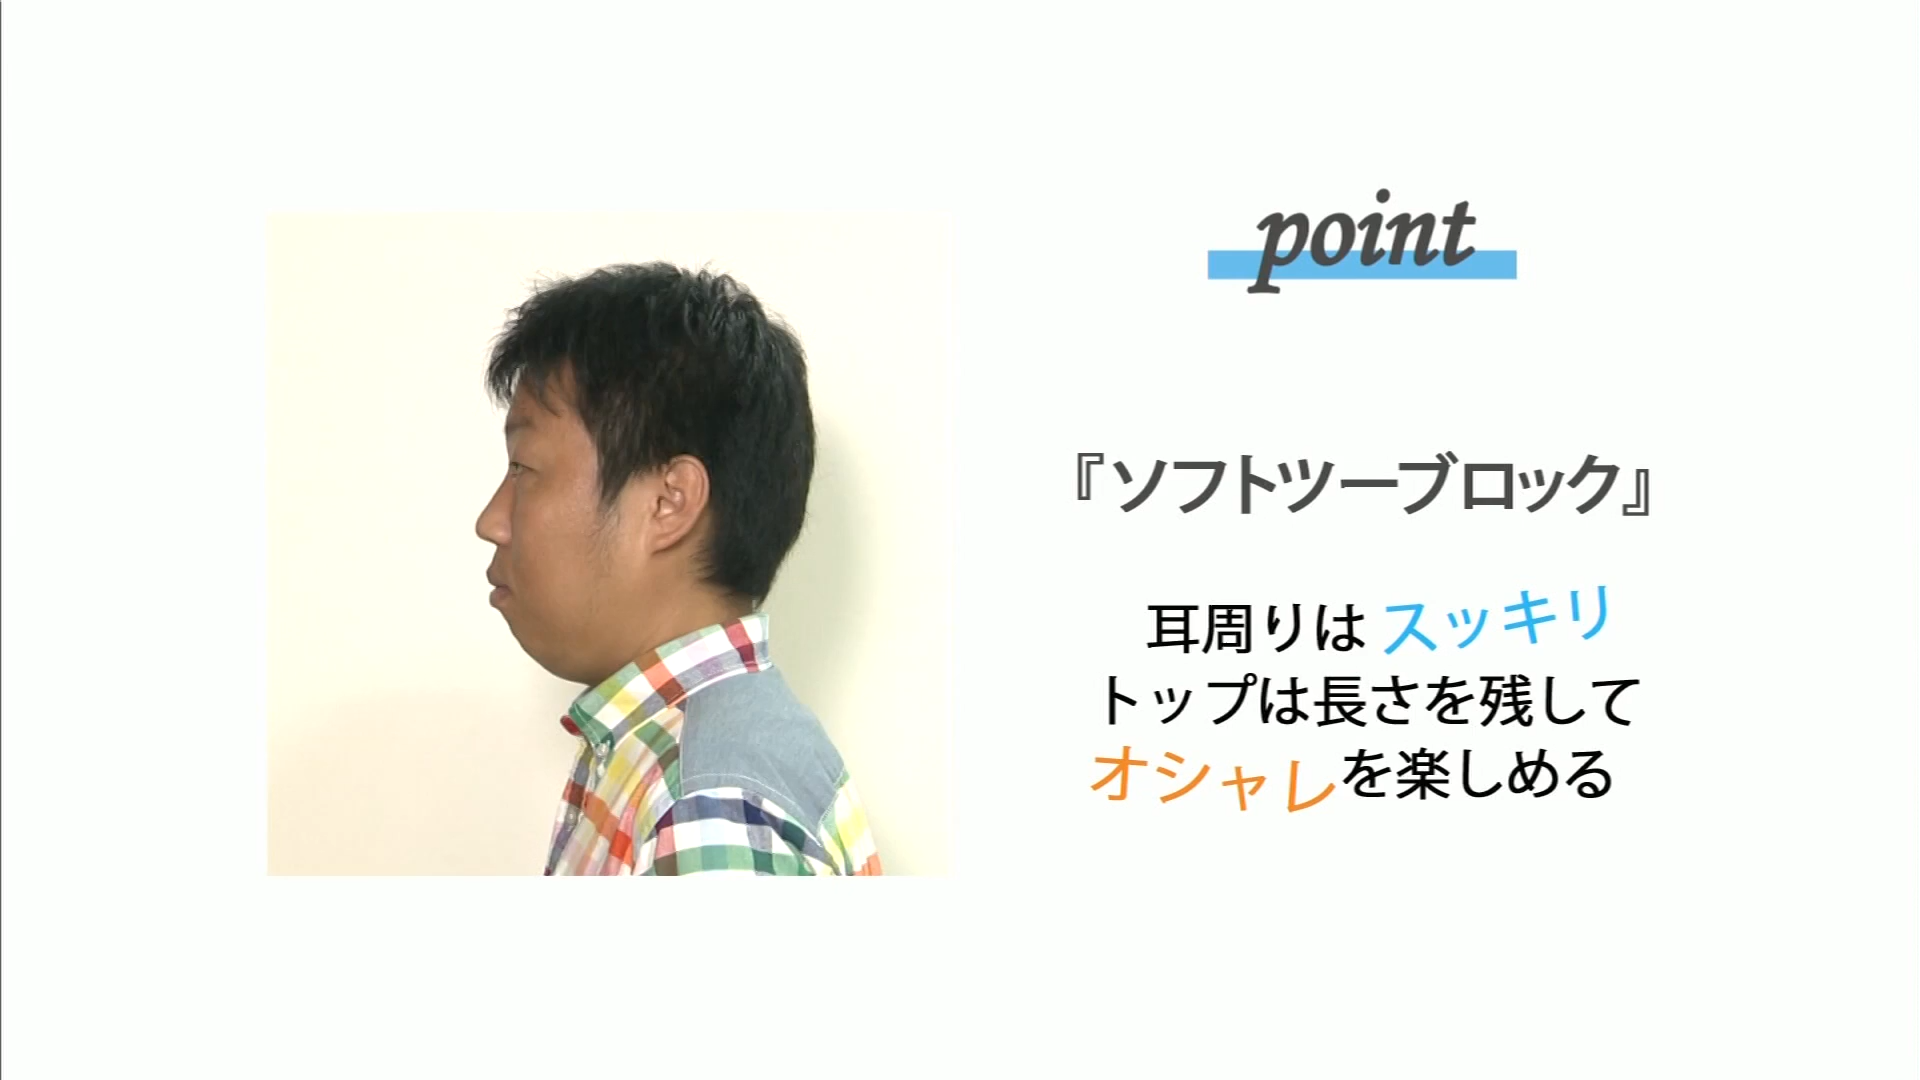 point
『ソフトツーブロック』
耳周りは スッキリ
トップは長さを残して
オシャレを楽しめる